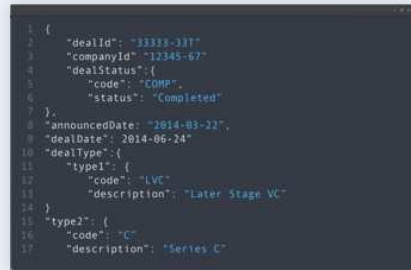 1 {
2 "dealId": "33333-33T"
3 "companyId" "12345-67"
4 "dealStatus":{
5 "code": "COMP",
6 "status": "Completed"
7 },
8 "announcedDate: "2014-03-22",
9 "dealDate": 2014-06-24"
10 "dealType":{
11 "type1": {
12 "code": "LVC"
13 "description": "Later Stage VC"
14 }
15 "type2": {
16 "code": "C"
17 "description": "Series C"